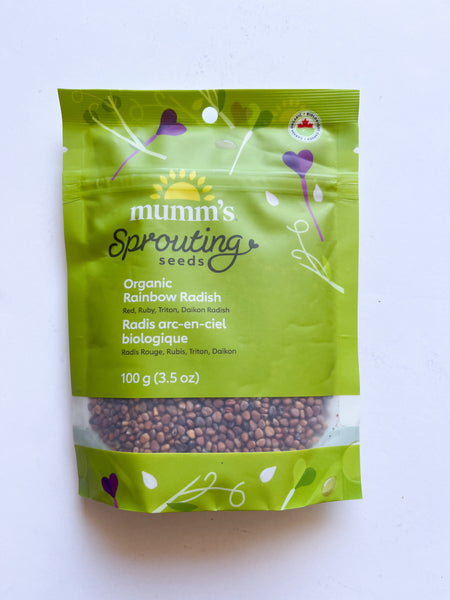 mumm's
Sprouting
seeds
Organic
Rainbow Radish
Red, Ruby, Triton, Daikon Radish
Radis arc-en-ciel
biologique
Radis Rouge, Rubis, Triton, Daikon
100 g (3.5 oz)